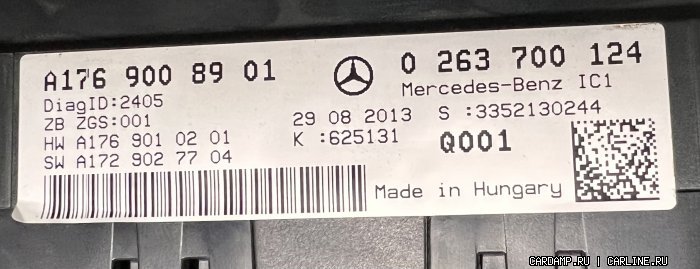 A176 900 89 01
0 263 700 124
Mercedes-Benz IC1
DiagID:2405
ZB ZGS:001
HW A176 901 02 01
SW A172 902 77 04
29 08 2013
S :3352130244
K :625131
Q001
Made in Hungary
CARDAMP.RU | CARLINE.RU